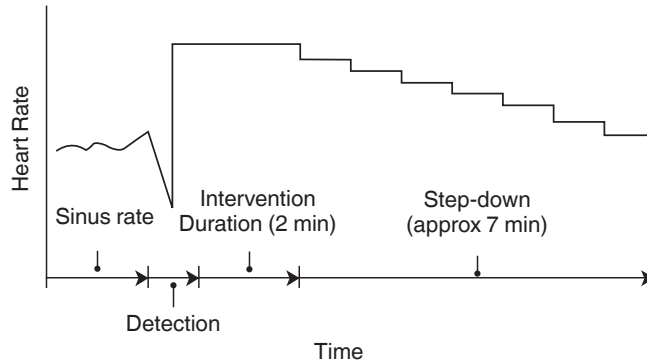 Heart Rate
Sinus rate
Intervention
Duration (2 min)
Step-down
(approx 7 min)
Detection
Time